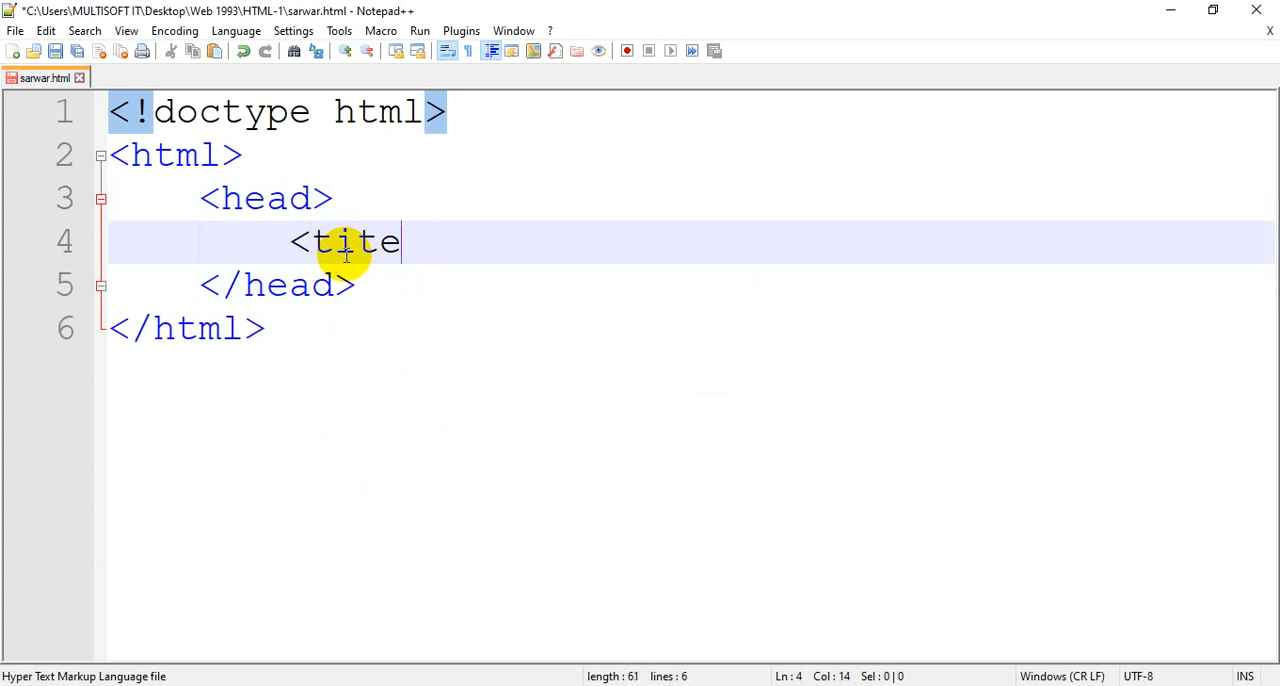 *C:\Users\MULTISOFT IT\Desktop\Web 1993\HTML-1\sarwar.html - Notepad++
File Edit Search View Encoding Language Settings Tools Macro Run Plugins Window ? X
sarwar.html
1 <!doctype html>
2 <html>
3 <head>
4 <tite
5 </head>
6 </html>
Hyper Text Markup Language file length : 61 lines : 6 Ln : 4 Col : 14 Sel : 0 | 0 Windows (CR LF) UTF-8 INS